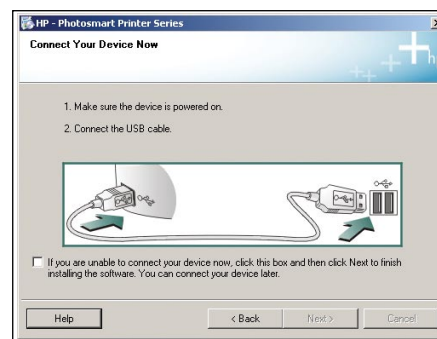 HP - Photosmart Printer Series
Connect Your Device Now
1. Make sure the device is powered on.
2. Connect the USB cable.
If you are unable to connect your device now, click this box and then click Next to finish
installing the software. You can connect your device later.
Help
< Back
Next >
Cancel